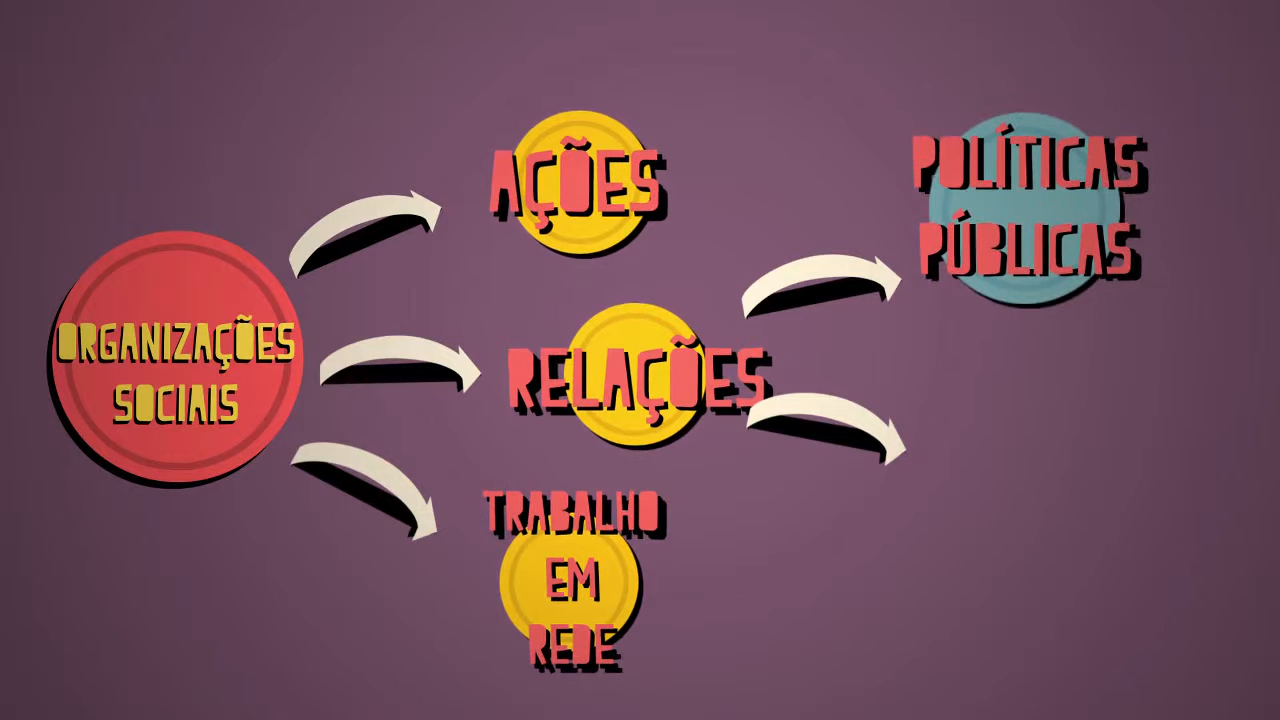 ORGANIZAÇÕES
SOCIAIS
AÇÕES
RELAÇÕES
TRABALHO
EM
REDE
POLÍTICAS
PÚBLICAS